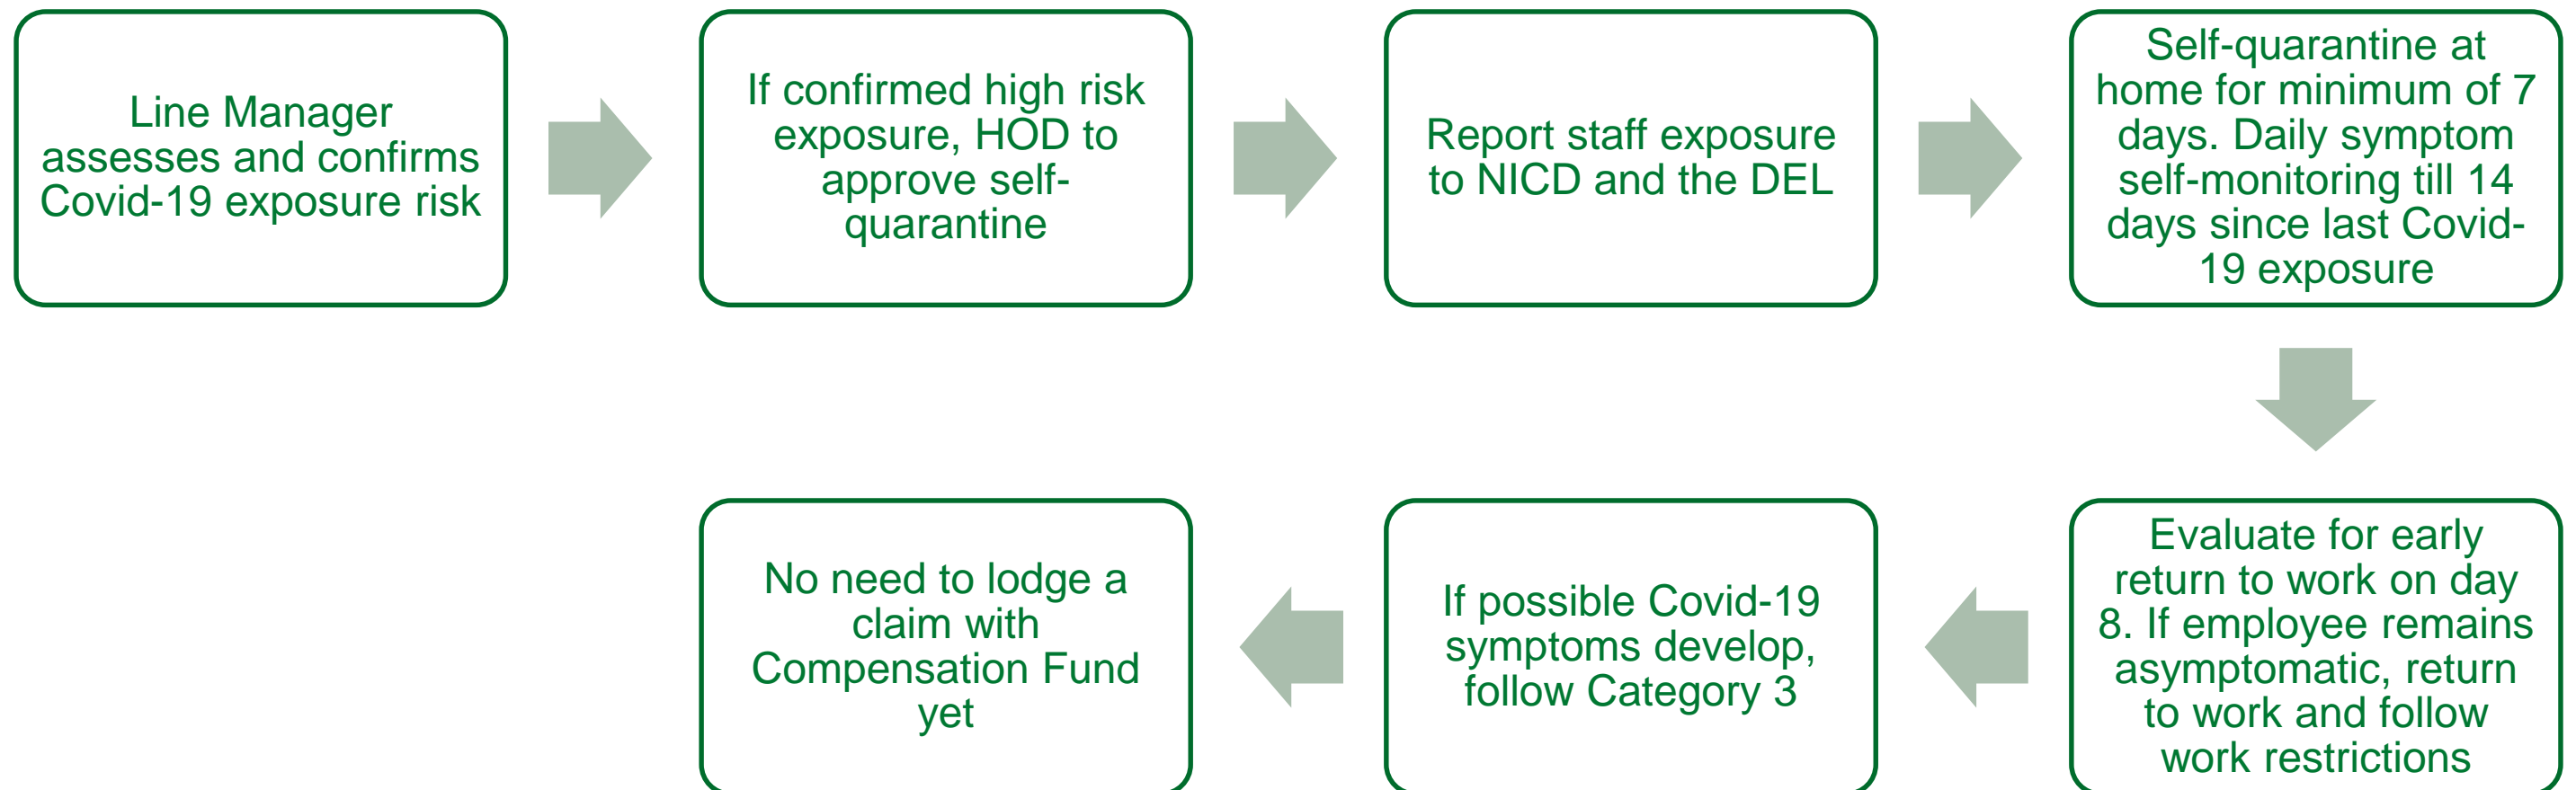 Line Manager
assesses and confirms
Covid-19 exposure risk
If confirmed high risk
exposure, HOD to
approve self-
quarantine
Report staff exposure
to NICD and the DEL
Self-quarantine at
home for minimum of 7
days. Daily symptom
self-monitoring till 14
days since last Covid-
19 exposure
Evaluate for early
return to work on day
8. If employee remains
asymptomatic, return
to work and follow
work restrictions
If possible Covid-19
symptoms develop,
follow Category 3
No need to lodge a
claim with
Compensation Fund
yet